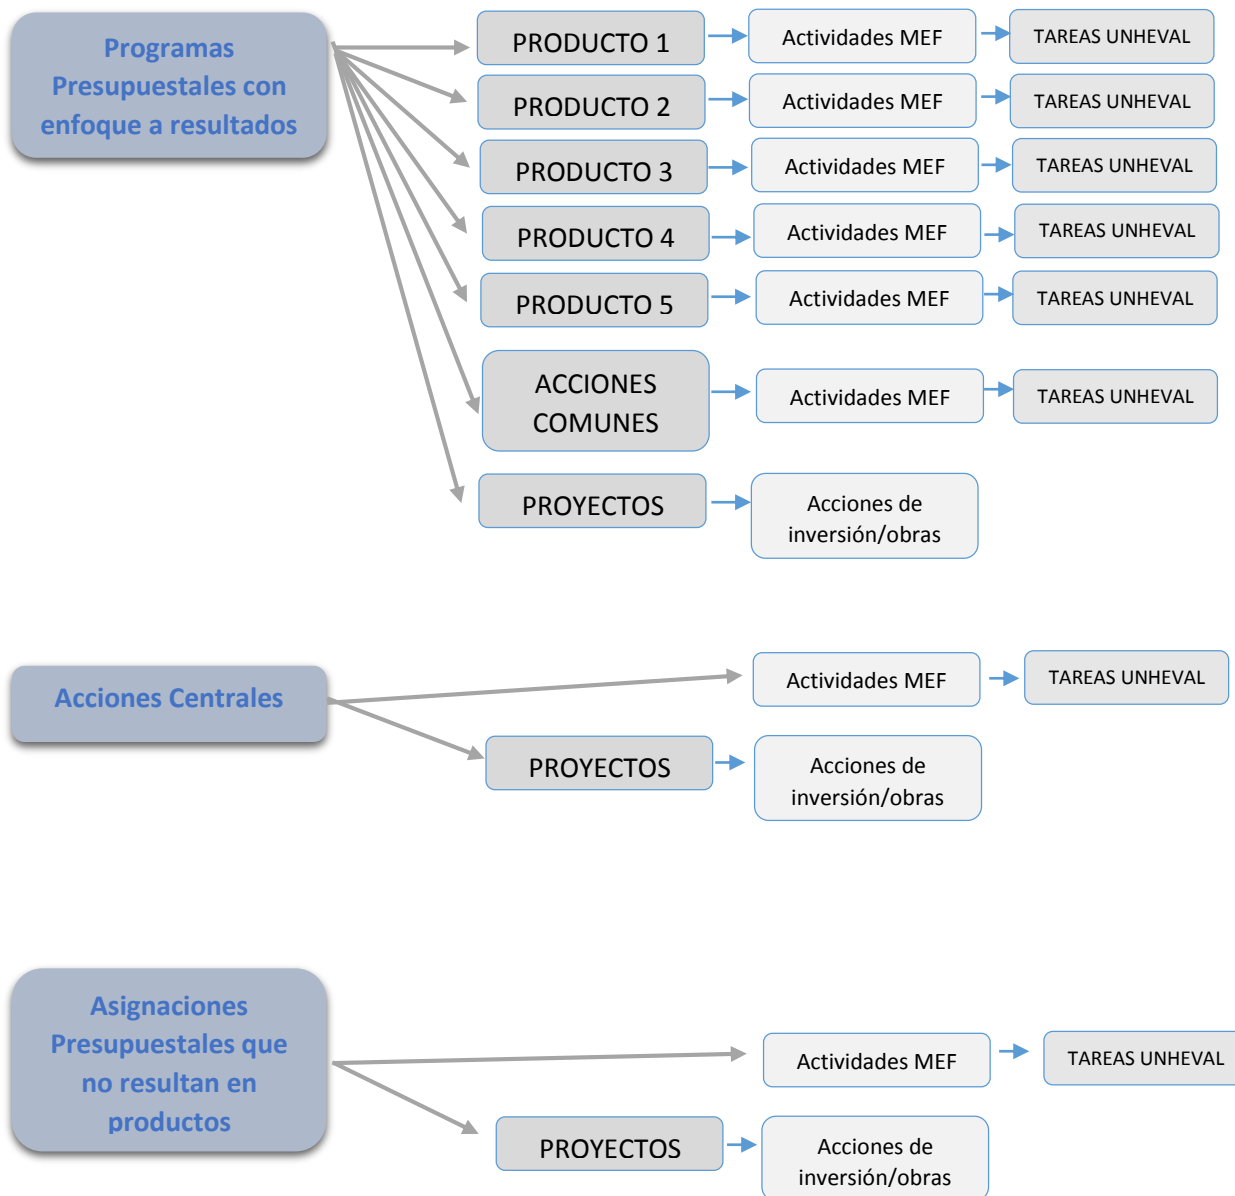 Programas
Presupuestales con
enfoque a resultados
PRODUCTO 1
Actividades MEF
TAREAS UNHEVAL
PRODUCTO 2
Actividades MEF
TAREAS UNHEVAL
PRODUCTO 3
Actividades MEF
TAREAS UNHEVAL
PRODUCTO 4
Actividades MEF
TAREAS UNHEVAL
PRODUCTO 5
Actividades MEF
TAREAS UNHEVAL
ACCIONES
COMUNES
Actividades MEF
TAREAS UNHEVAL
PROYECTOS
Acciones de
inversión/obras
Acciones Centrales
Actividades MEF
TAREAS UNHEVAL
PROYECTOS
Acciones de
inversión/obras
Asignaciones
Presupuestales que
no resultan en
productos
Actividades MEF
TAREAS UNHEVAL
PROYECTOS
Acciones de
inversión/obras